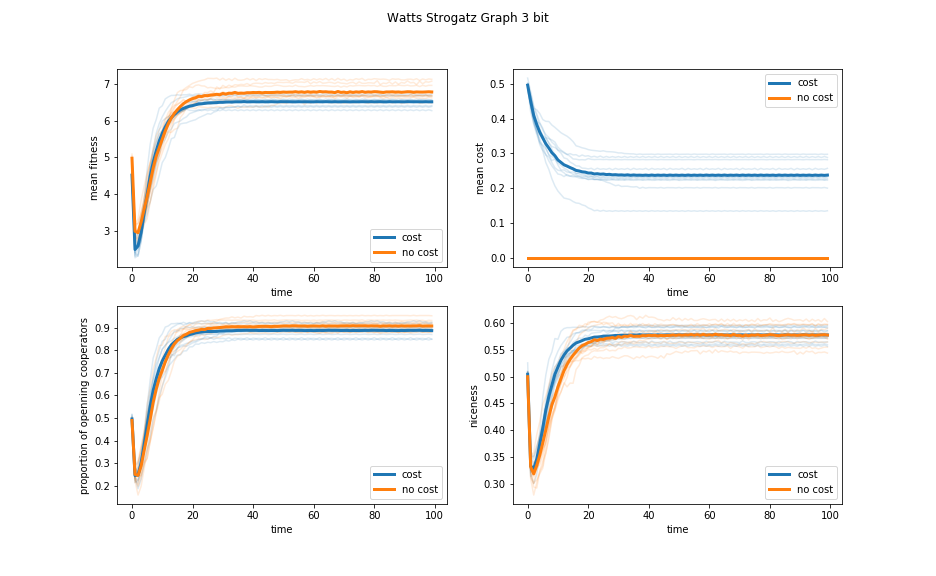 Watts Strogatz Graph 3 bit
7
6
5
4
3
mean fitness
0 20 40 60 80 100
time
cost
no cost
0.5
0.4
0.3
0.2
0.1
0.0
mean cost
0 20 40 60 80 100
time
cost
no cost
0.9
0.8
0.7
0.6
0.5
0.4
0.3
0.2
proportion of openning cooperators
0 20 40 60 80 100
time
cost
no cost
0.60
0.55
0.50
0.45
0.40
0.35
0.30
niceness
0 20 40 60 80 100
time
cost
no cost